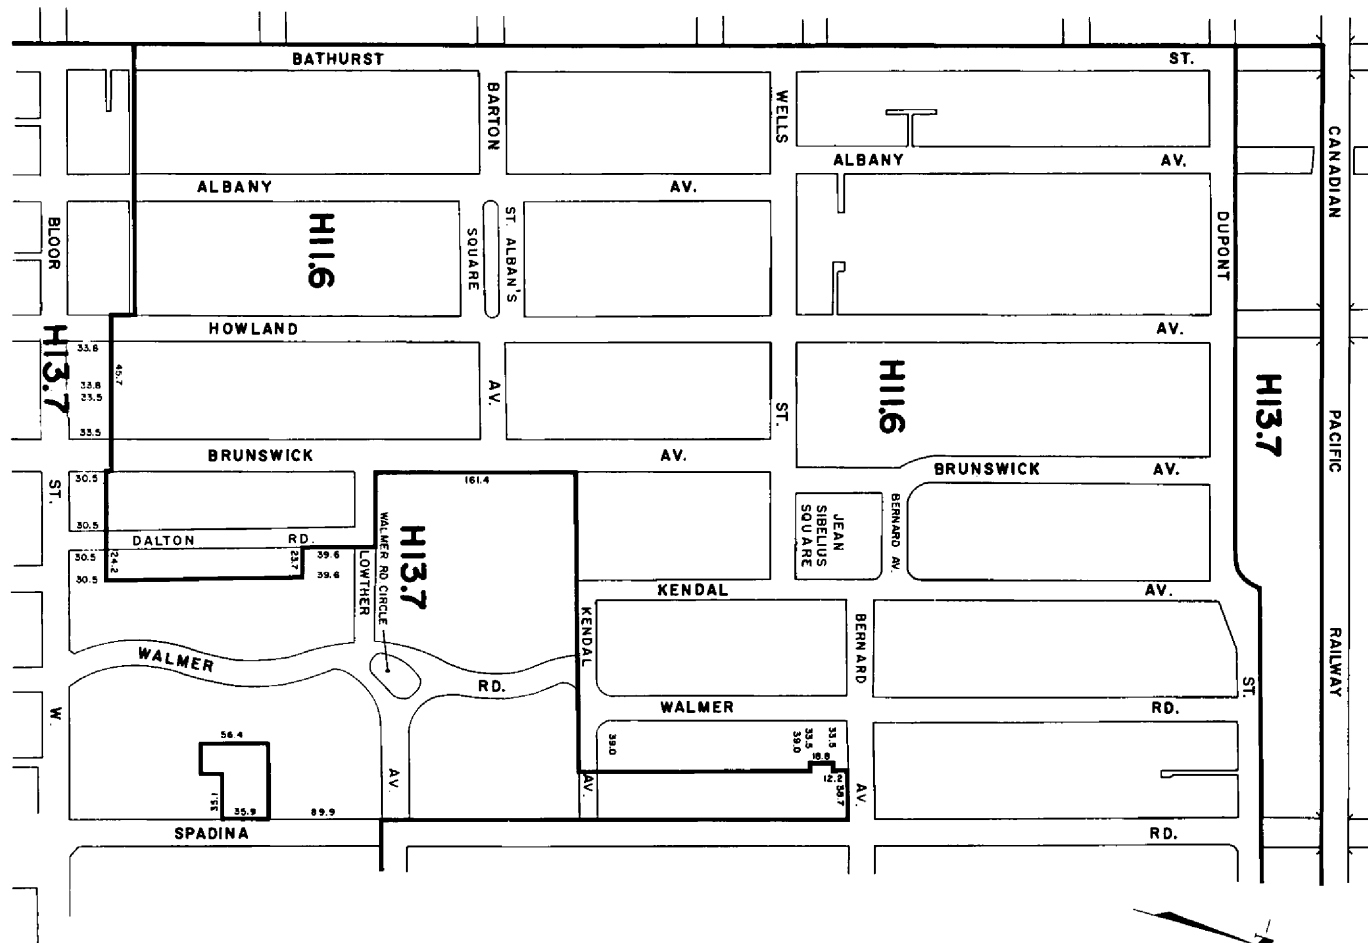 BATHURST ST.
BARTON
WELLS
CANADIAN
ALBANY AV.
ALBANY AV.
BLOOR
H11.6
SQUARE
ST. ALBAN'S
DUPONT
HOWLAND AV.
H13.7
33.8
45.7
33.8
23.5
33.5
AV.
ST.
H11.6
H13.7
PACIFIC
BRUNSWICK AV.
BRUNSWICK AV.
ST.
30.5
161.4
30.5
DALTON RD.
30.5
30.5
24.2
23.7
39.6
39.6
LOWTHER
WALMER RD CIRCLE
H13.7
JEAN
SIBELIUS
SQUARE
BERNARD AV.
KENDAL AV.
KENDAL
BERNARD
RAILWAY
WALMER RD.
WALMER RD.
ST.
W.
56.4
35.1
35.9
89.9
AV.
39.0
AV.
39.0
33.5
33.5
18.8
12.2
38.7
AV.
SPADINA RD.
N